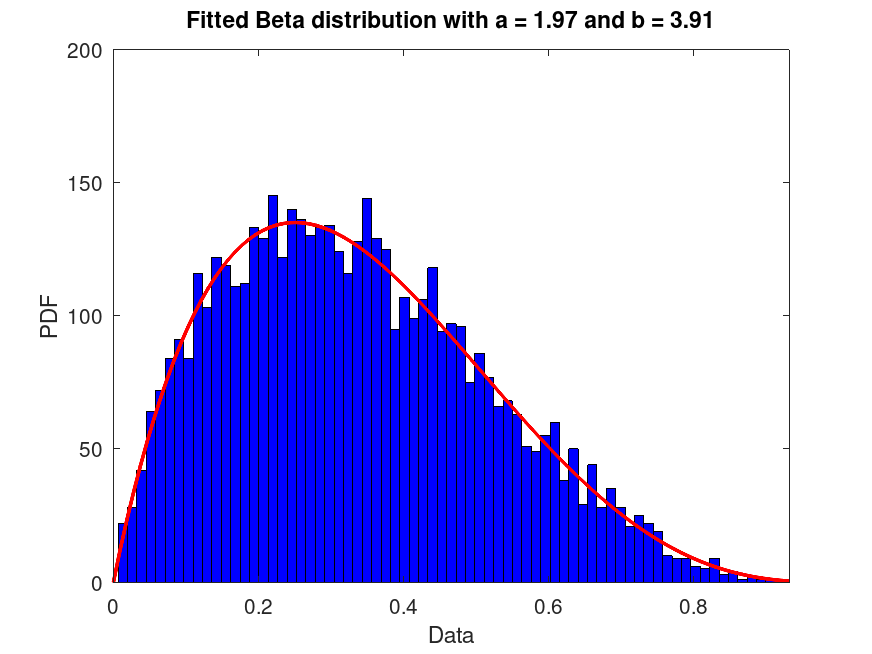 Fitted Beta distribution with a = 1.97 and b = 3.91
200
150
100
50
0
PDF
0 0.2 0.4 0.6 0.8
Data